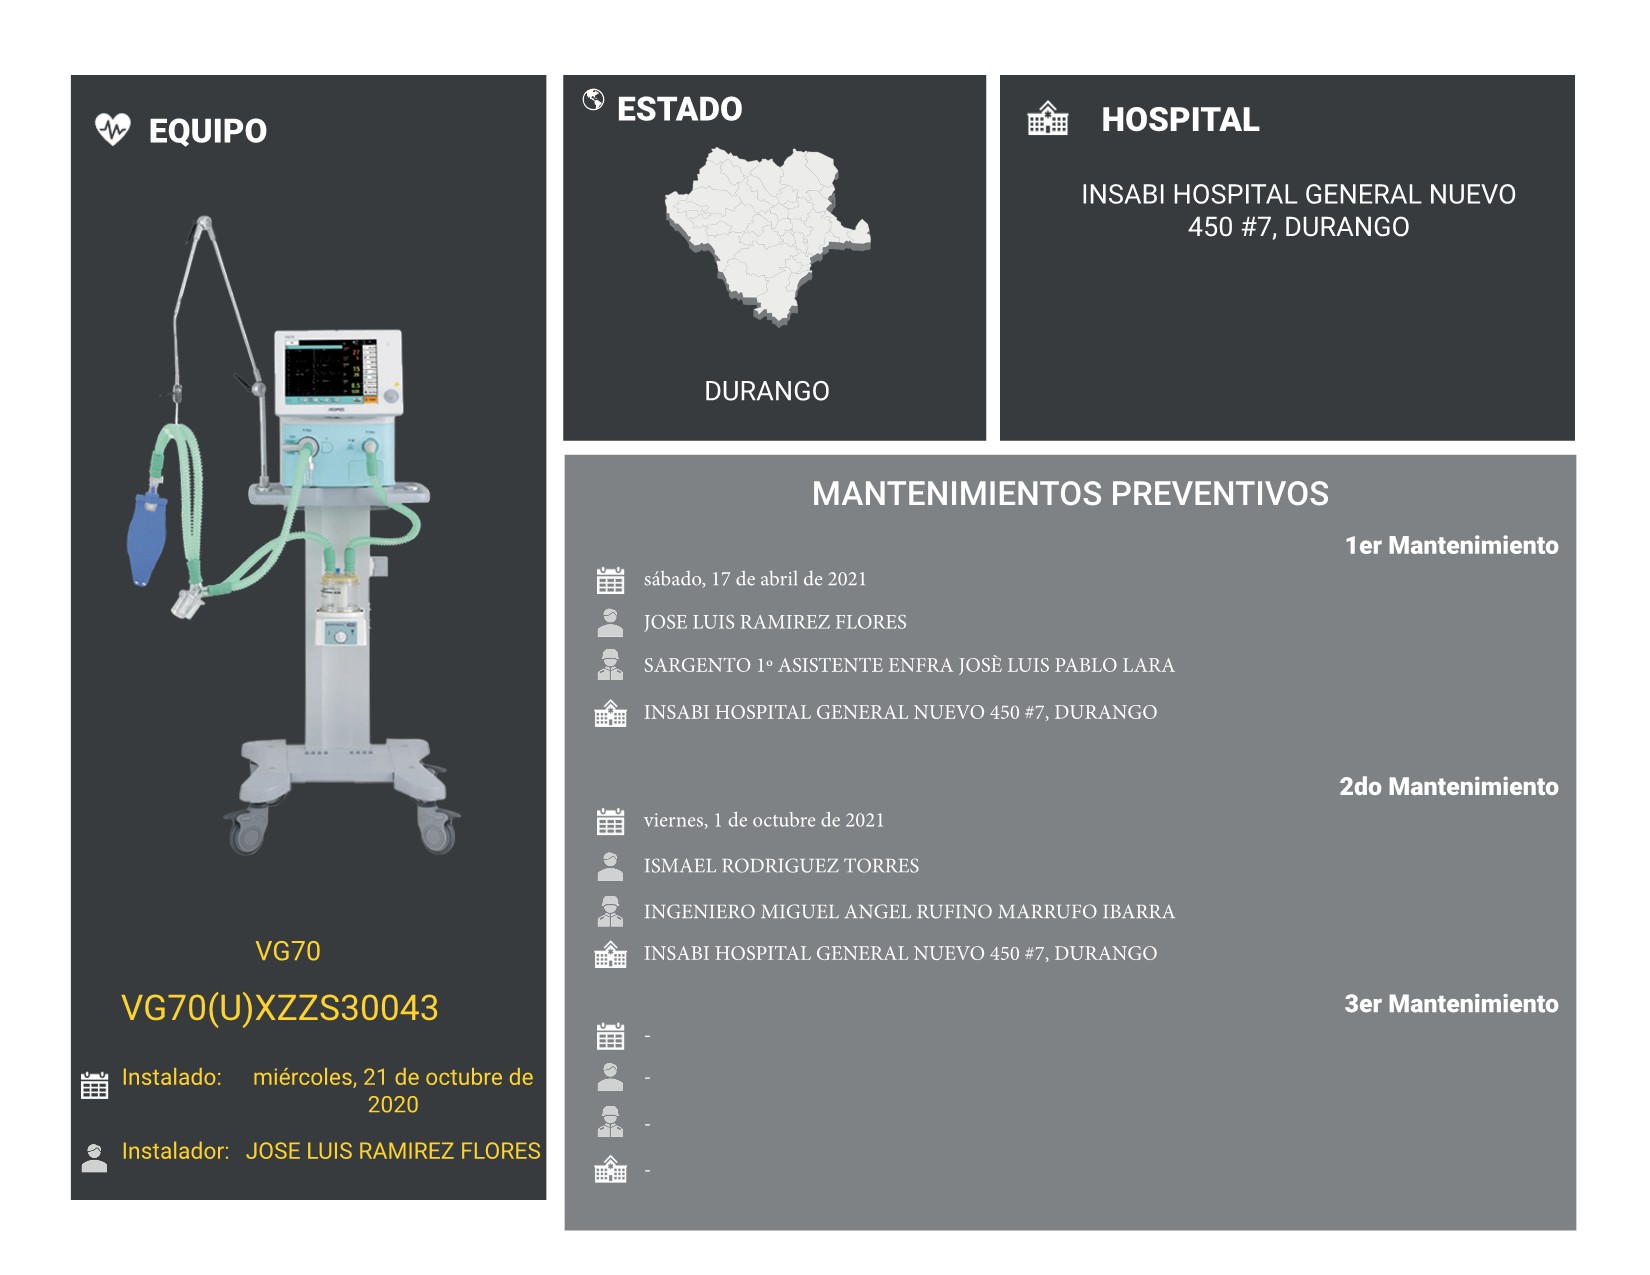 EQUIPO
VG70
VG70(U)XZZS30043
Instalado: miércoles, 21 de octubre de
2020
Instalador: JOSE LUIS RAMIREZ FLORES
ESTADO
DURANGO
HOSPITAL
INSABI HOSPITAL GENERAL NUEVO
450 #7, DURANGO
MANTENIMIENTOS PREVENTIVOS
1er Mantenimiento
sábado, 17 de abril de 2021
JOSE LUIS RAMIREZ FLORES
SARGENTO 1º ASISTENTE ENFRA JOSÈ LUIS PABLO LARA
INSABI HOSPITAL GENERAL NUEVO 450 #7, DURANGO
2do Mantenimiento
viernes, 1 de octubre de 2021
ISMAEL RODRIGUEZ TORRES
INGENIERO MIGUEL ANGEL RUFINO MARRUFO IBARRA
INSABI HOSPITAL GENERAL NUEVO 450 #7, DURANGO
3er Mantenimiento
-
-
-
-